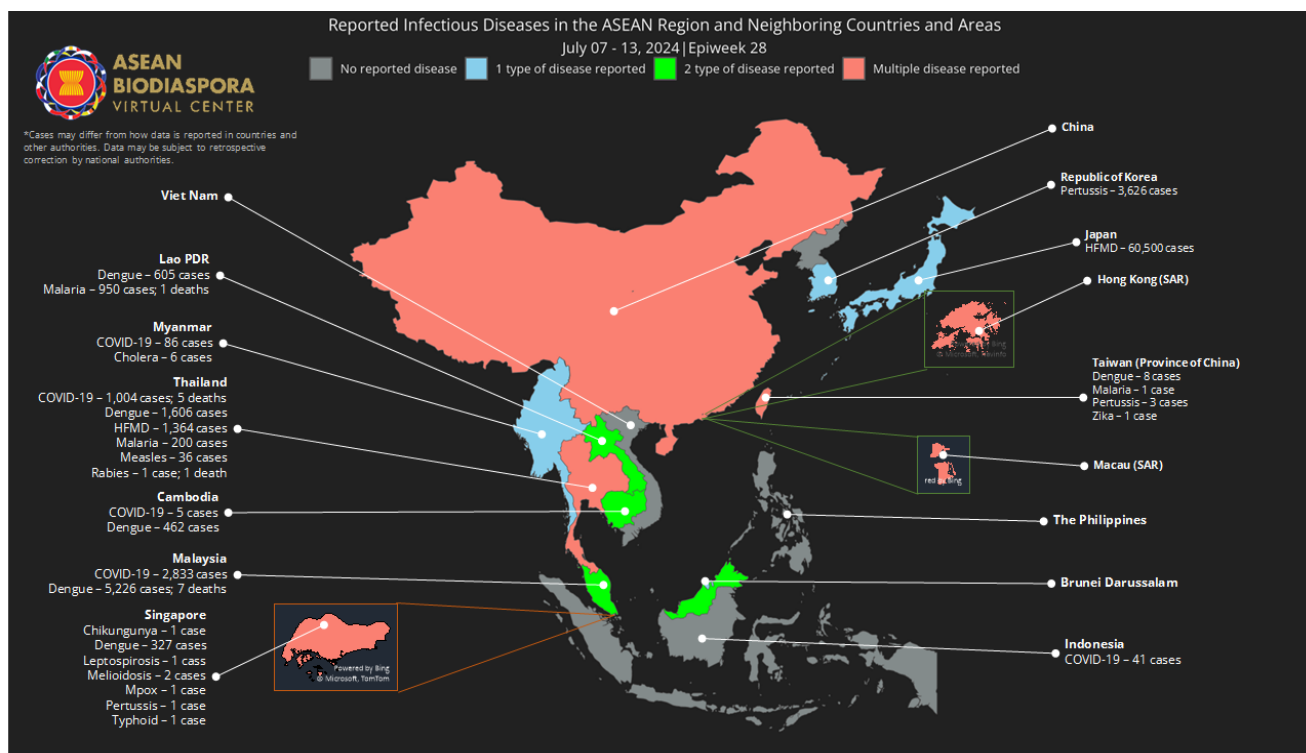 Reported Infectious Diseases in the ASEAN Region and Neighboring Countries and Areas
July 07 - 13, 2024|Epiweek 28
No reported disease
1 type of disease reported
2 type of disease reported
Multiple disease reported
ASEAN
BIODIASPORA
VIRTUAL CENTER
*Cases may differ from how data is reported in countries and
other authorities. Data may be subject to retrospective
correction by national authorities.
Viet Nam
Lao PDR
Dengue – 605 cases
Malaria – 950 cases; 1 deaths
Myanmar
COVID-19 – 86 cases
Cholera – 6 cases
Thailand
COVID-19 – 1,004 cases; 5 deaths
Dengue – 1,606 cases
HFMD – 1,364 cases
Malaria – 200 cases
Measles – 36 cases
Rabies – 1 case; 1 death
Cambodia
COVID-19 – 5 cases
Dengue – 462 cases
Malaysia
COVID-19 – 2,833 cases
Dengue – 5,226 cases; 7 deaths
Singapore
Chikungunya – 1 case
Dengue – 327 cases
Leptospirosis – 1 cass
Melioidosis – 2 cases
Mpox – 1 case
Pertussis – 1 case
Typhoid – 1 case
Powered by Bing
© Microsoft, TomTom
China
Republic of Korea
Pertussis – 3,626 cases
Japan
HFMD – 60,500 cases
Hong Kong (SAR)
Powered by Bing
© Microsoft, TomTom
Taiwan (Province of China)
Dengue – 8 cases
Malaria – 1 case
Pertussis – 3 cases
Zika – 1 case
Macau (SAR)
red by Bing
The Philippines
Brunei Darussalam
Indonesia
COVID-19 – 41 cases